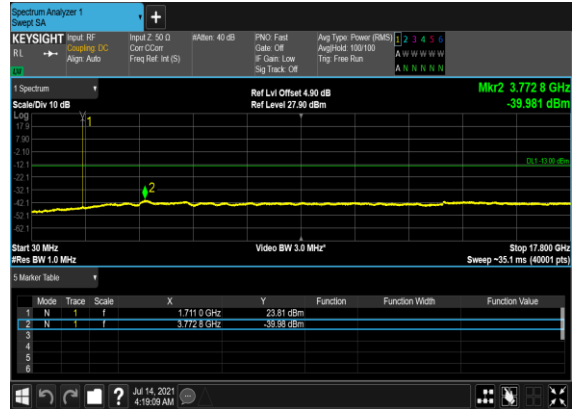 Spectrum Analyzer 1
Swept SA
+
KEYSIGHT Input: RF Input Z: 50 Ω #Atten: 40 dB PNO: Fast Avg Type: Power (RMS) 1 2 3 4 5 6
RL Coupling: DC Corr CCorr Gate: Off Avg|Hold: 100/100 A W W W W W
Align: Auto Freq Ref: Int (S) IF Gain: Low Trig: Free Run
LW Sig Track: Off A N N N N N
1 Spectrum Ref Lvl Offset 4.90 dB Mkr2 3.772 8 GHz
Scale/Div 10 dB Ref Level 27.90 dBm -39.981 dBm
Log
17.9 1
7.90
-2.10
-12.1 DL1 -13.00 dBm
-22.1
-32.1 2
-42.1
-52.1
-62.1
Start 30 MHz Video BW 3.0 MHz* Stop 17.800 GHz
#Res BW 1.0 MHz Sweep ~35.1 ms (40001 pts)
5 Marker Table
Mode Trace Scale X Y Function Function Width Function Value
1 N 1 f 1.711 0 GHz 23.81 dBm
2 N 1 f 3.772 8 GHz -39.98 dBm
3
4
5
6
? Jul 14, 2021
4:19:09 AM